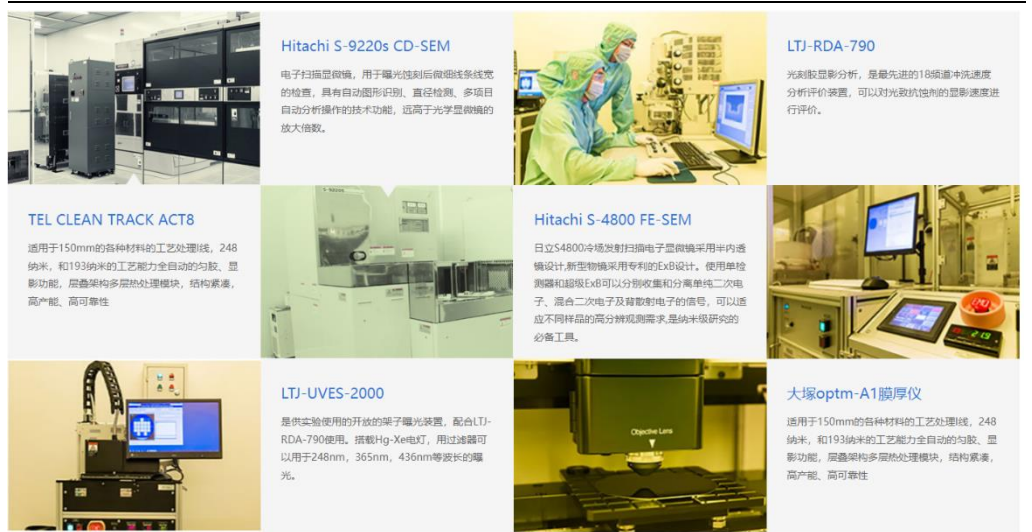 Hitachi S-9220s CD-SEM
电子扫描显微镜，用于曝光蚀刻后微细线条线宽
的检查，具有自动图形识别、直径检测、多项目
自动分析操作的技术功能，远高于光学显微镜的
放大倍数。
LTJ-RDA-790
光刻胶显影分析，是最先进的18频道冲洗速度
分析评价装置，可以对光致抗蚀剂的显影速度进
行评价。
TEL CLEAN TRACK ACT8
适用于150mm的各种材料的工艺处理I线，248
纳米，和193纳米的工艺能力全自动的匀胶、显
影功能，层叠架构多层热处理模块，结构紧凑，
高产能、高可靠性
Hitachi S-4800 FE-SEM
日立S4800冷场发射扫描电子显微镜采用半内透
镜设计,新型物镜采用专利的ExB设计。使用单检
测器和超级ExB可以分别收集和分离单纯二次电
子、混合二次电子及背散射电子的信号，可以适
应不同样品的高分辨观测需求,是纳米级研究的
必备工具。
LTJ-UVES-2000
是供实验使用的开放的架子曝光装置，配合LTJ-
RDA-790使用。搭载Hg-Xe电灯，用过滤器可
以用于248nm，365nm，436nm等波长的曝
光。
Objective Lens
大塚optm-A1膜厚仪
适用于150mm的各种材料的工艺处理I线，248
纳米，和193纳米的工艺能力全自动的匀胶、显
影功能，层叠架构多层热处理模块，结构紧凑，
高产能、高可靠性